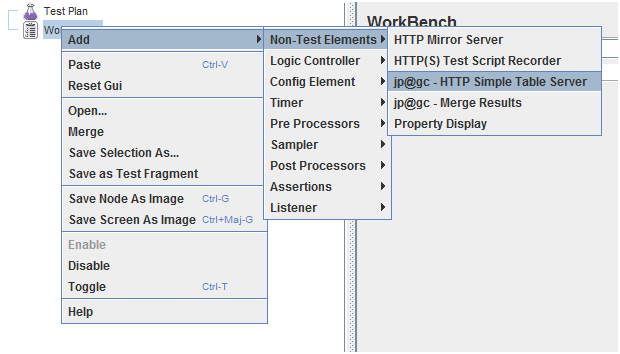 Test Plan
WorkBench
Add
Paste Ctrl-V
Reset Gui
Open...
Merge
Save Selection As...
Save as Test Fragment
Save Node As Image Ctrl-G
Save Screen As Image Ctrl+Maj-G
Enable
Disable
Toggle Ctrl-T
Help
Non-Test Elements
Logic Controller
Config Element
Timer
Pre Processors
Sampler
Post Processors
Assertions
Listener
HTTP Mirror Server
HTTP(S) Test Script Recorder
jp@gc - HTTP Simple Table Server
jp@gc - Merge Results
Property Display